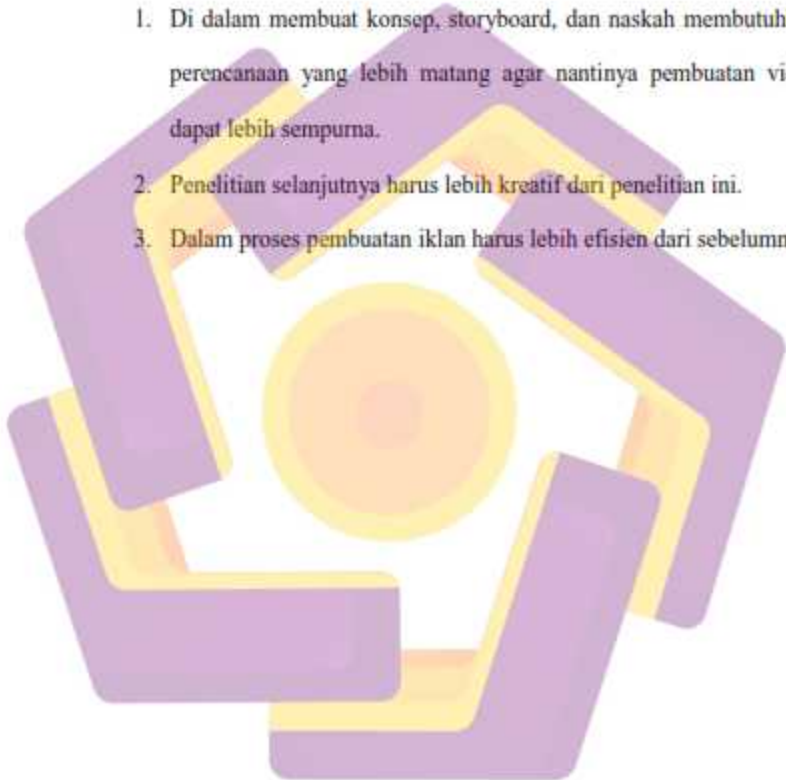 1. Di dalam membuat konsep, storyboard, dan naskah membutuh
perencanaan yang lebih matang agar nantinya pembuatan vi
dapat lebih sempurna.
2. Penelitian selanjutnya harus lebih kreatif dari penelitian ini.
3. Dalam proses pembuatan iklan harus lebih efisien dari sebelumn